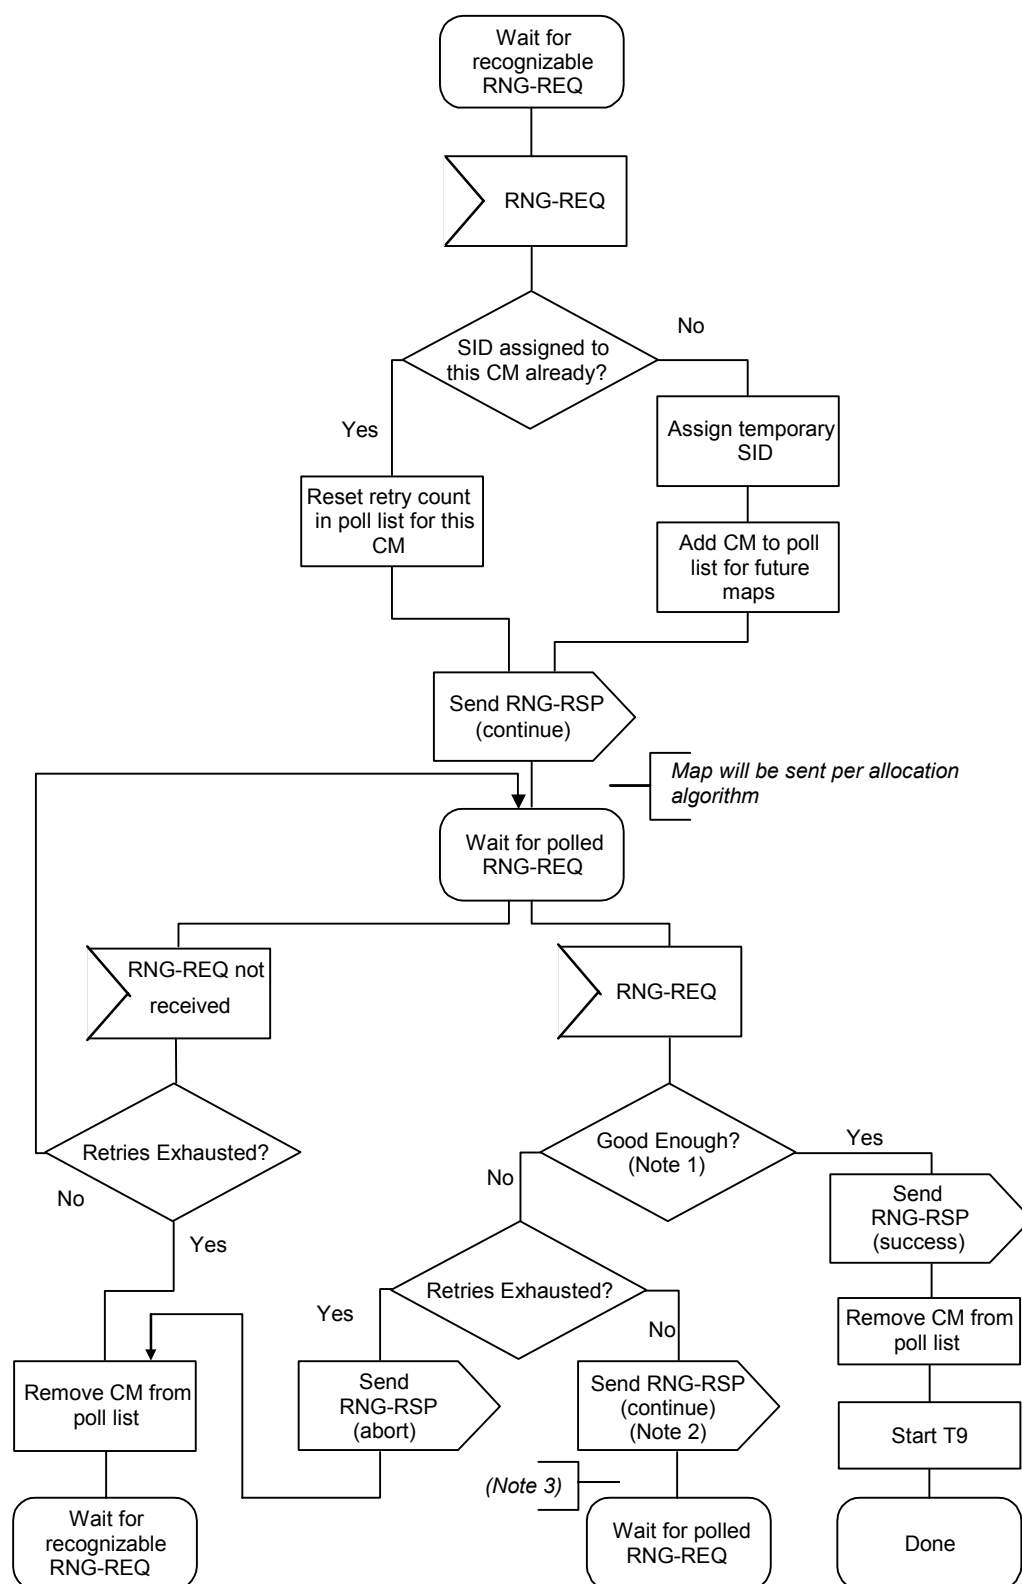 Wait for
recognizable
RNG-REQ
RNG-REQ
No
SID assigned to
this CM already?
Yes
Assign temporary
SID
Reset retry count
in poll list for this
CM
Add CM to poll
list for future
maps
Send RNG-RSP
(continue)
Map will be sent per allocation
algorithm
Wait for polled
RNG-REQ
RNG-REQ not
received
RNG-REQ
Retries Exhausted?
No
Yes
Good Enough?
(Note 1)
Yes
No
Send
RNG-RSP
(success)
Retries Exhausted?
Yes
No
Remove CM from
poll list
Remove CM from
poll list
Send
RNG-RSP
(abort)
Send RNG-RSP
(continue)
(Note 2)
Start T9
(Note 3)
Wait for
recognizable
RNG-REQ
Wait for polled
RNG-REQ
Done